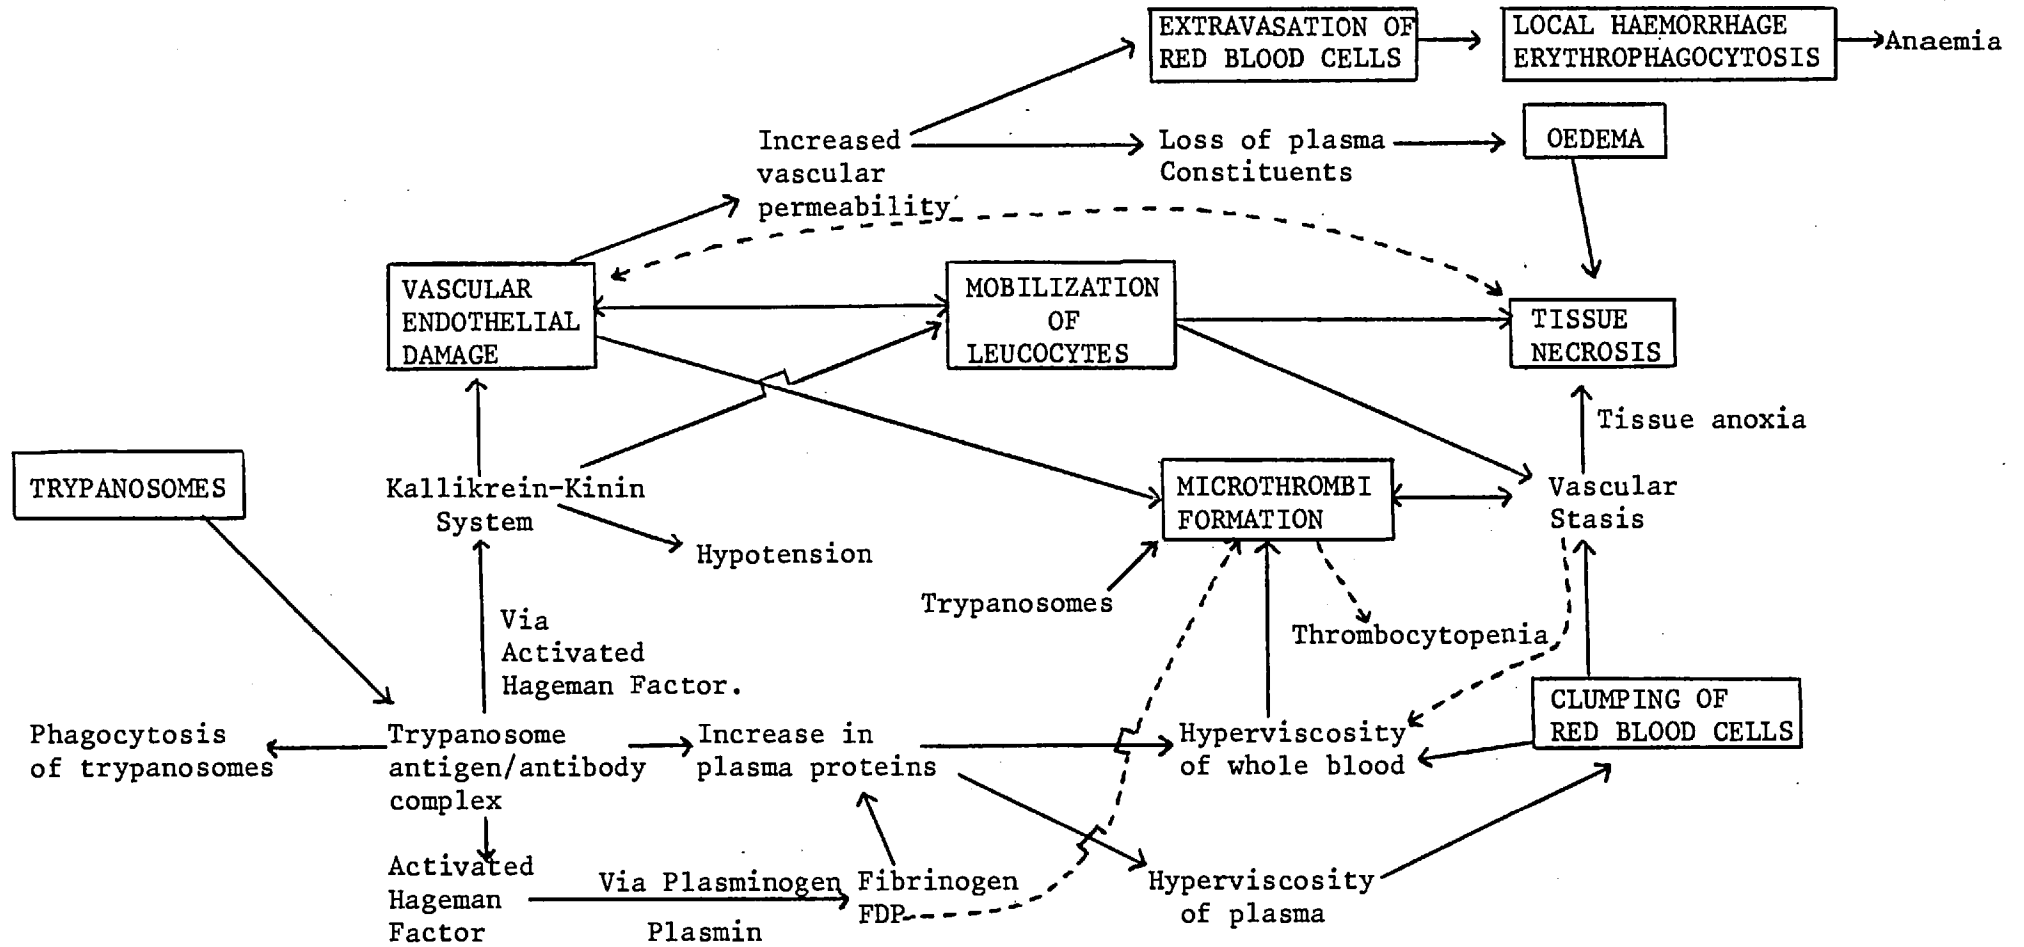 EXTRAVASATION OF
RED BLOOD CELLS
LOCAL HAEMORRHAGE
ERYTHROPHAGOCYTOSIS
Anaemia
Increased
vascular
permeability
Loss of plasma
Constituents
OEDEMA
VASCULAR
ENDOTHELIAL
DAMAGE
MOBILIZATION
OF
LEUCOCYTES
TISSUE
NECROSIS
Tissue anoxia
TRYPANOSOMES
Kallikrein-Kinin
System
Hypotension
MICROTHROMBI
FORMATION
Vascular
Stasis
Trypanosomes
Thrombocytopenia
Via
Activated
Hageman Factor.
CLUMPING OF
RED BLOOD CELLS
Phagocytosis
of trypanosomes
Trypanosome
antigen/antibody
complex
Increase in
plasma proteins
Hyperviscosity
of whole blood
Activated
Hageman
Factor
Via Plasminogen
Plasmin
Fibrinogen
FDP
Hyperviscosity
of plasma